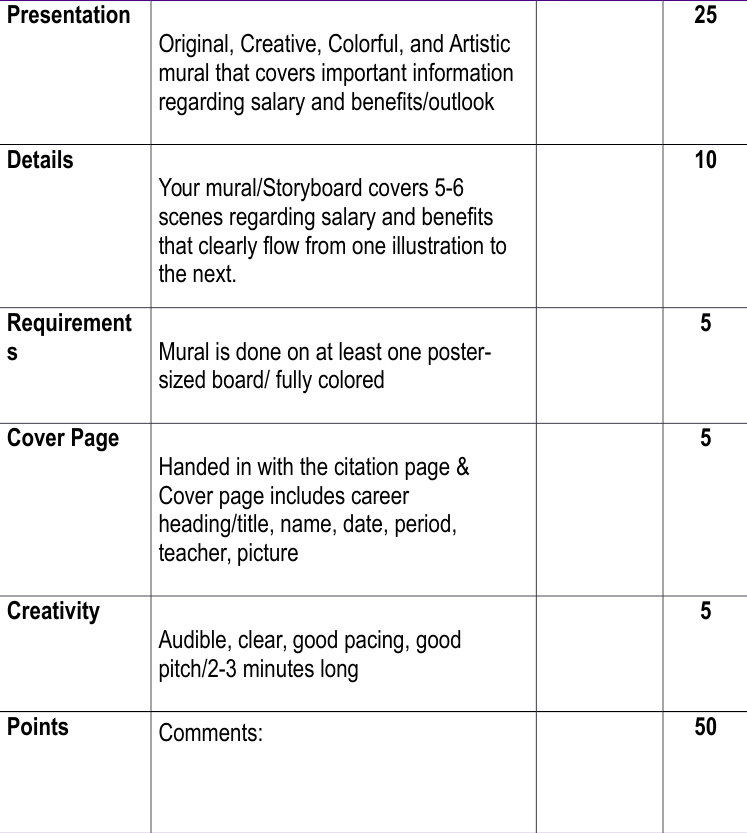 Presentation 25
Original, Creative, Colorful, and Artistic
mural that covers important information
regarding salary and benefits/outlook
Details 10
Your mural/Storyboard covers 5-6
scenes regarding salary and benefits
that clearly flow from one illustration to
the next.
Requirement 5
s
Mural is done on at least one poster-
sized board/ fully colored
Cover Page 5
Handed in with the citation page &
Cover page includes career
heading/title, name, date, period,
teacher, picture
Creativity 5
Audible, clear, good pacing, good
pitch/2-3 minutes long
Points Comments: 50